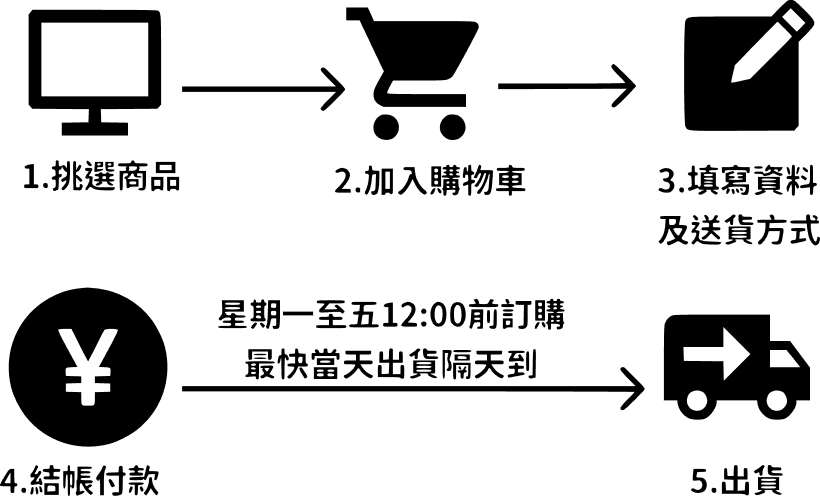 1.挑選商品
2.加入購物車
3.填寫資料
及送貨方式
¥
星期一至五12:00前訂購
最快當天出貨隔天到
4.結帳付款
5.出貨